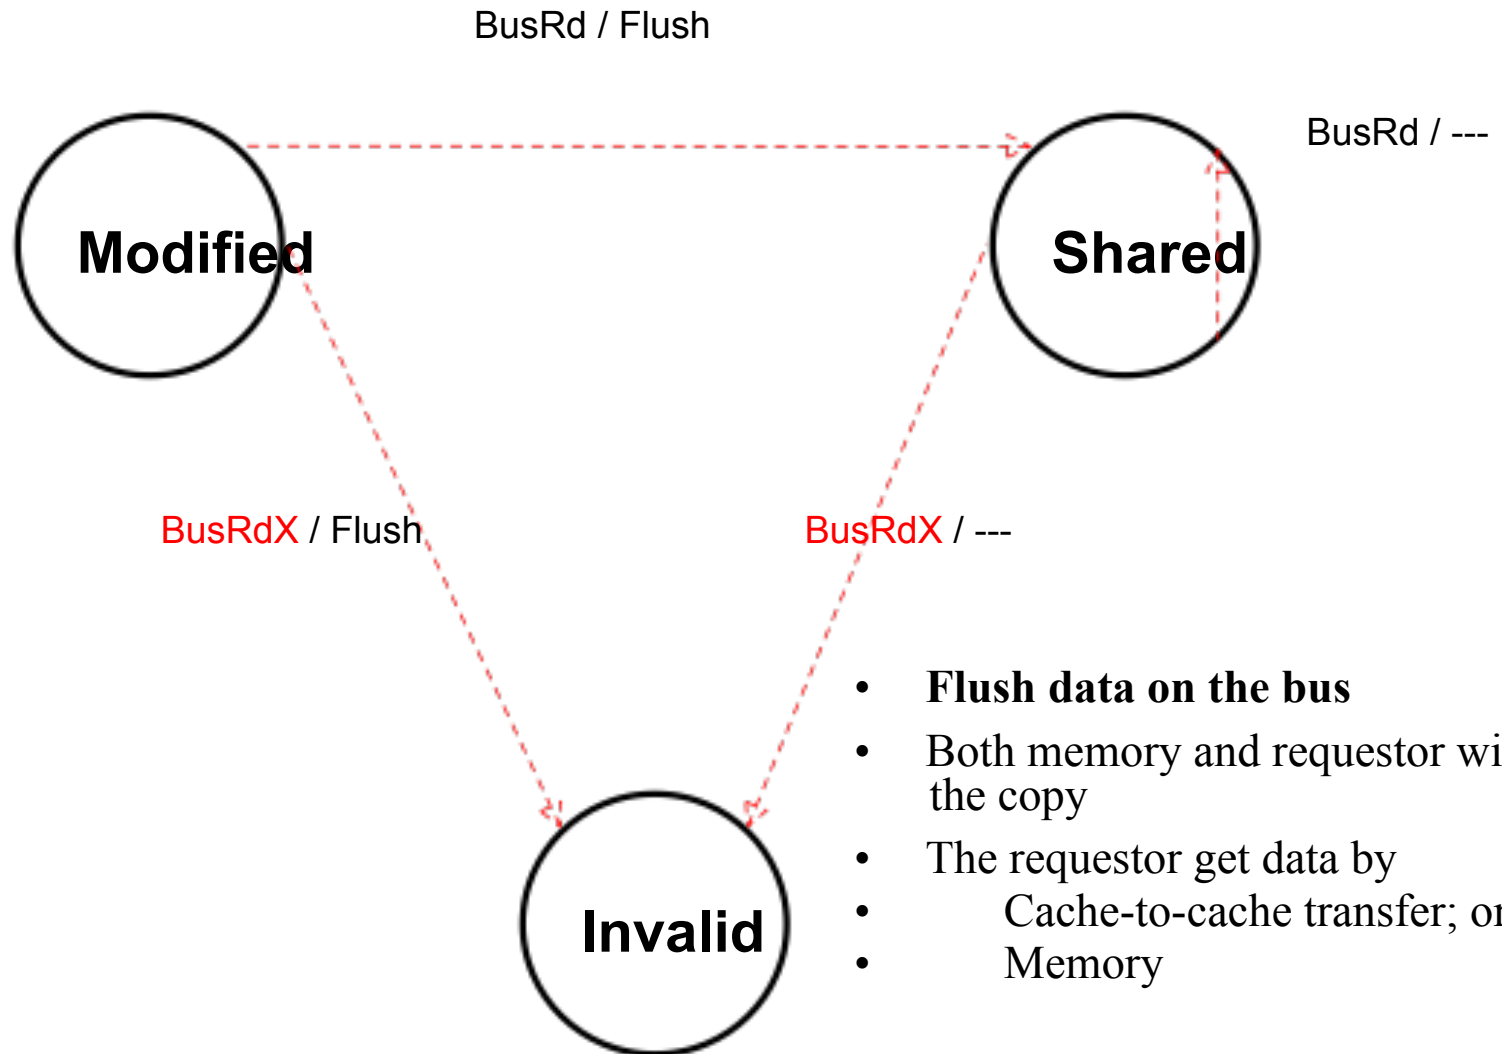 BusRd / Flush
BusRd / ---
Modified
Shared
BusRdX / Flush
BusRdX / ---
• Flush data on the bus
• Both memory and requestor
the copy
• The requestor get data by
• Cache-to-cache transfer; or
• Memory
Invalid